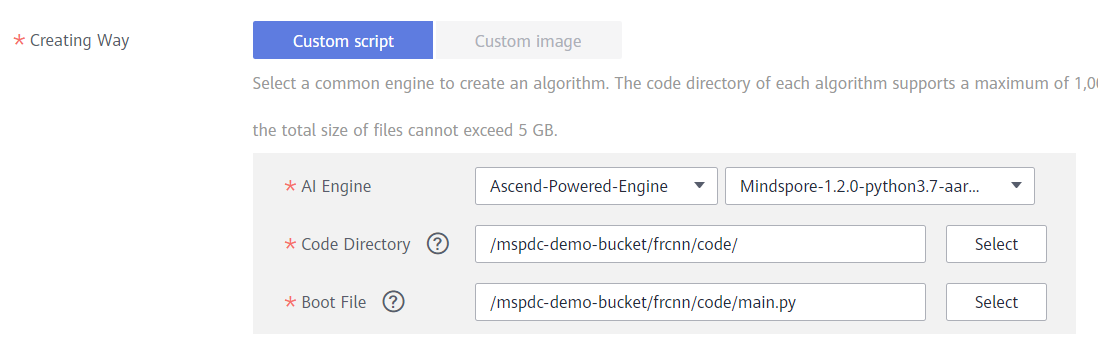 * Creating Way
Custom script
Custom image
Select a common engine to create an algorithm. The code directory of each algorithm supports a maximum of
the total size of files cannot exceed 5 GB.
* AI Engine
Ascend-Powered-Engine
Mindspore-1.2.0-python3.7-aar...
* Code Directory ?
/mspdc-demo-bucket/frcnn/code/
Select
* Boot File ?
/mspdc-demo-bucket/frcnn/code/main.py
Select